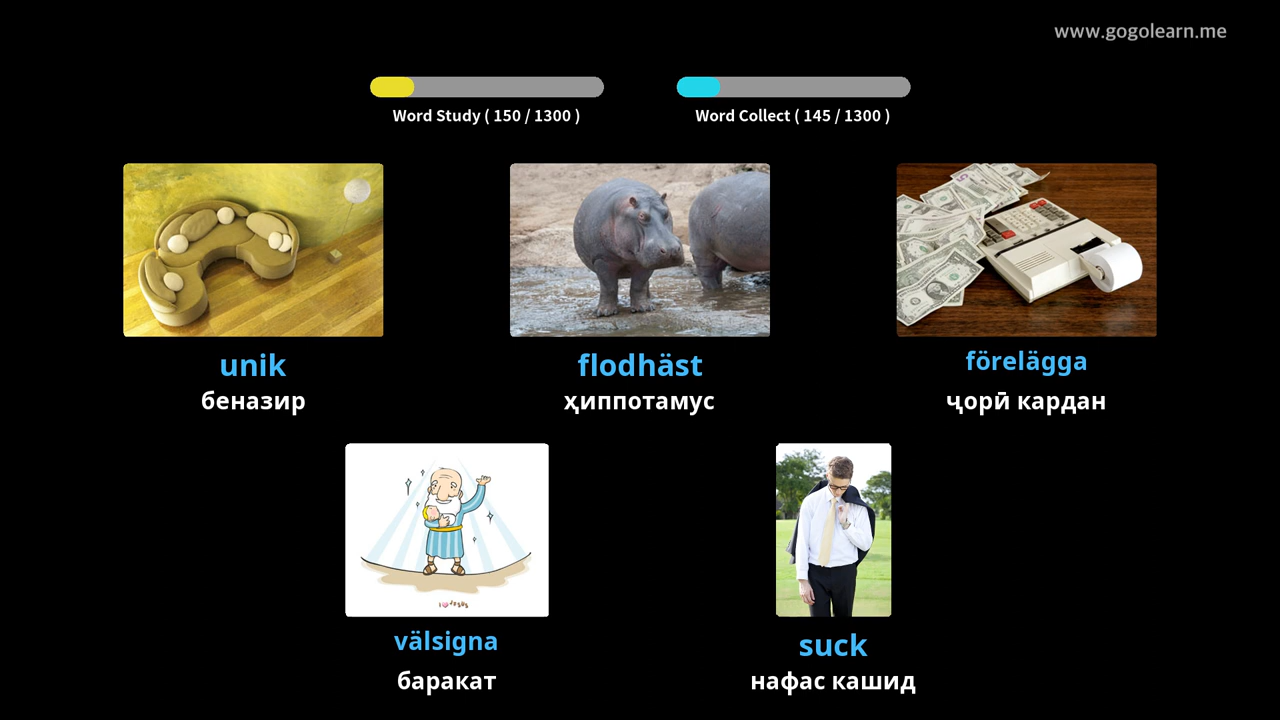 www.gogolearn.me
Word Study ( 150 / 1300 )
Word Collect ( 145 / 1300 )
unik
беназир
flodhäst
ҳиппотамус
förelägga
ҷорӣ кардан
välsigna
баракат
suck
нафас кашид